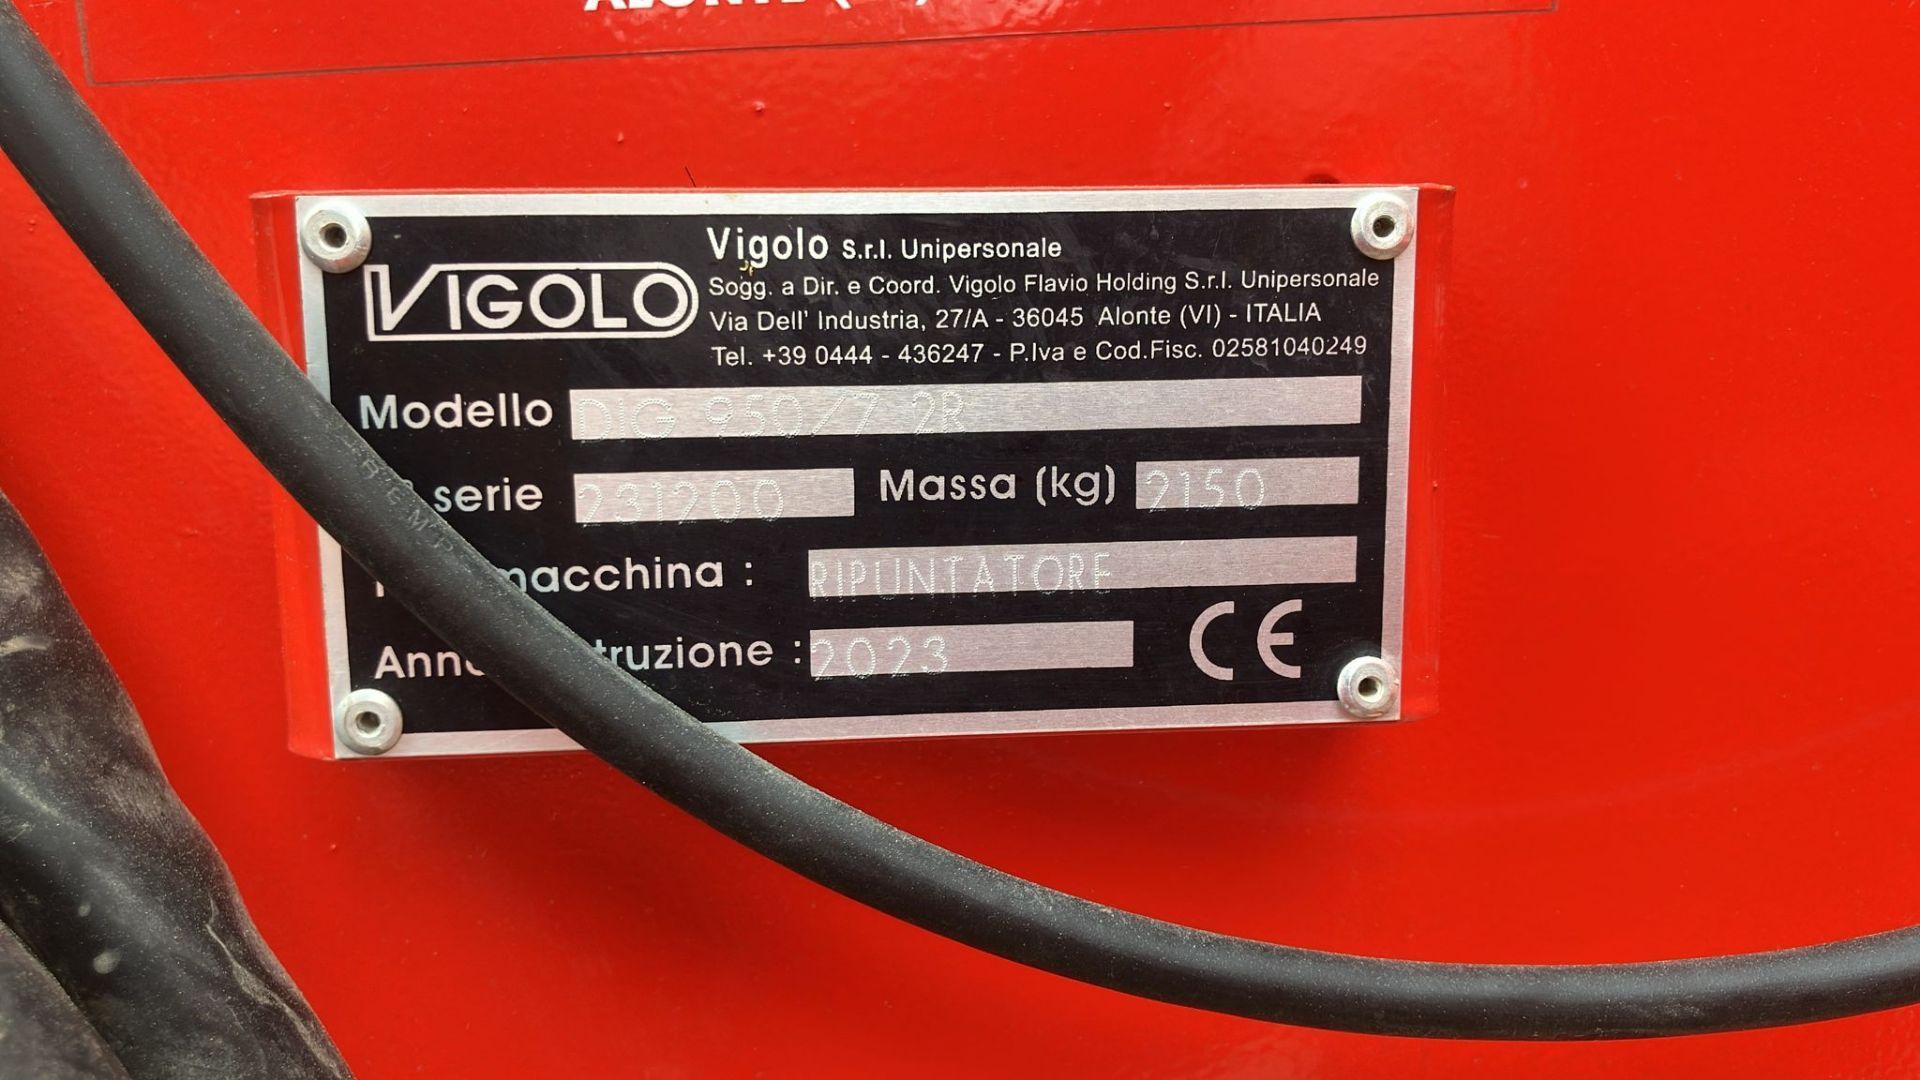 VIGOLO
Vigolo S.r.l. Unipersonale
Sogg. a Dir. e Coord. Vigolo Flavio Holding S.r.l. Unipersonale
Via Dell' Industria, 27/A - 36045 Alonte (VI) - ITALIA
Tel. +39 0444 - 436247 - P.Iva e Cod.Fisc. 02581040249
Modello DIG 950/7 2R
serie 231200 Massa (kg) 2150
macchina : RIPUNTATORE
: 2023 CE